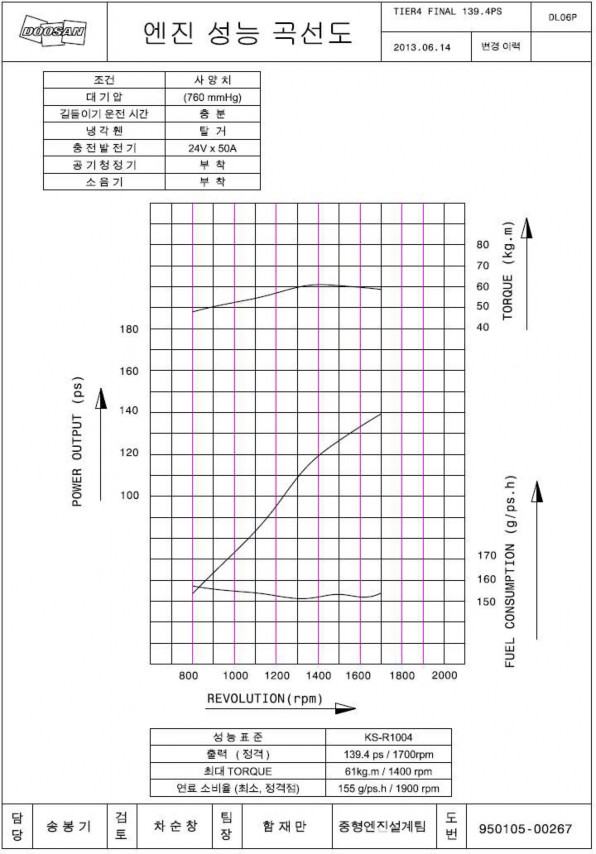 DOOSAN
엔진 성능 곡선도
TIER4 FINAL 139.4PS
DL06P
2013.06.14
변경 이력
조건 사 양 치
대 기 압 (760 mmHg)
길들이기 운전 시간 충 분
냉 각 휀 탈 거
충 전 발 전 기 24V x 50A
공 기 청 정 기 부 착
소 음 기 부 착
TORQUE (kg.m)
80
70
60
50
40
POWER OUTPUT (ps)
180
160
140
120
100
FUEL CONSUMPTION (g/ps.h)
170
160
150
800 1000 1200 1400 1600 1800 2000
REVOLUTION(rpm)
성 능 표 준 KS-R1004
출력 ( 정격 ) 139.4 ps / 1700rpm
최대 TORQUE 61kg.m / 1400 rpm
연료 소비율 (최소, 정격점) 155 g/ps.h / 1900 rpm
담당 송 봉 기 검토 차 순 창 팀장 함 재 만 중형엔진설계팀 도번 950105-00267